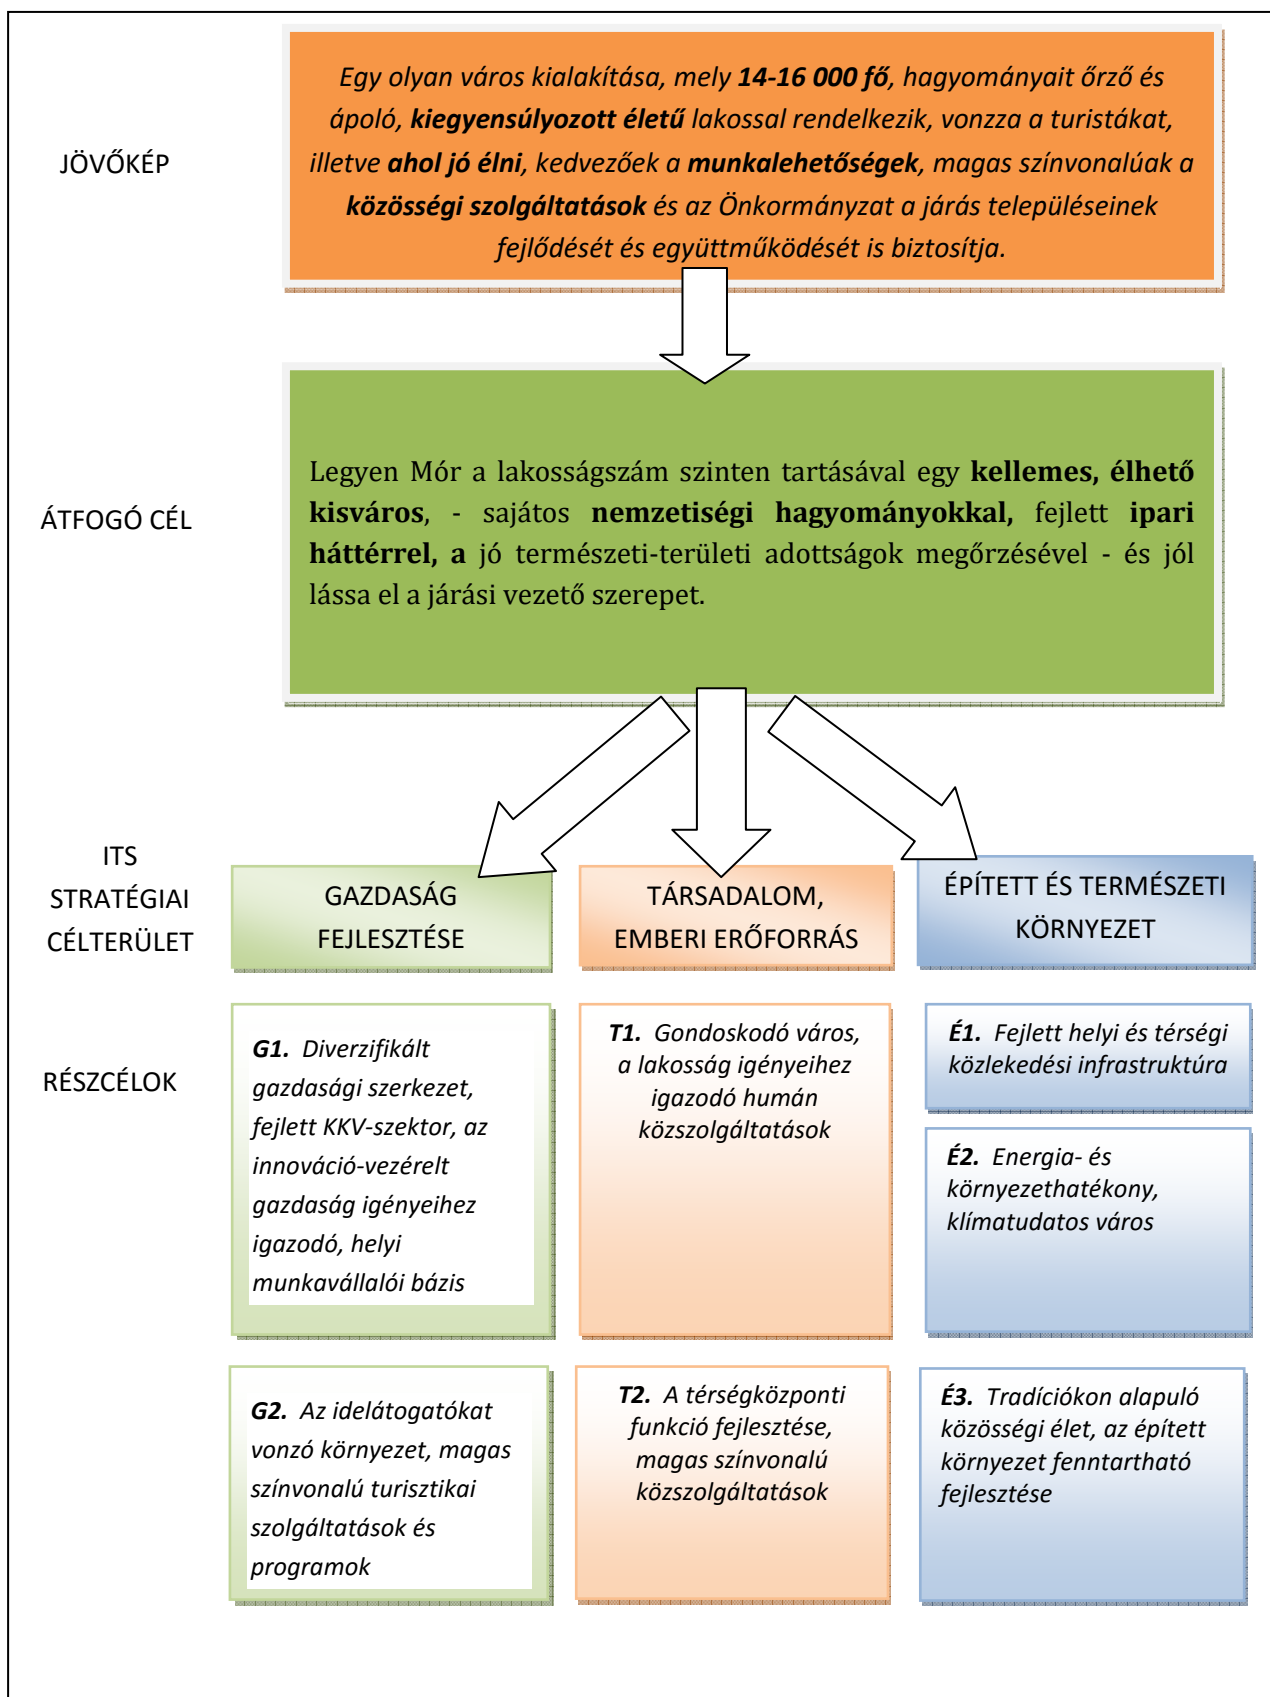 JÖVŐKÉP
Egy olyan város kialakítása, mely 14-16 000 fő, hagyományait őrző és
ápoló, kiegyensúlyozott életű lakossal rendelkezik, vonzza a turistákat,
illetve ahol jó élni, kedvezőek a munkalehetőségek, magas színvonalúak a
közösségi szolgáltatások és az Önkormányzat a járás településeinek
fejlődését és együttműködését is biztosítja.
ÁTFOGÓ CÉL
Legyen Mór a lakosságszám szinten tartásával egy kellemes, élhető
kisváros, - sajátos nemzetiségi hagyományokkal, fejlett ipari
háttérrel, a jó természeti-területi adottságok megőrzésével - és jól
lássa el a járási vezető szerepet.
ITS
STRATÉGIAI
CÉLTERÜLET
GAZDASÁG
FEJLESZTÉSE
TÁRSADALOM,
EMBERI ERŐFORRÁS
ÉPÍTETT ÉS TERMÉSZETI
KÖRNYEZET
RÉSZCÉLOK
G1. Diverzifikált
gazdasági szerkezet,
fejlett KKV-szektor, az
innováció-vezérelt
gazdaság igényeihez
igazodó, helyi
munkavállalói bázis
T1. Gondoskodó város,
a lakosság igényeihez
igazodó humán
közszolgáltatások
É1. Fejlett helyi és térségi
közlekedési infrastruktúra
É2. Energia- és
környezethatékony,
klímatudatos város
G2. Az idelátogatókat
vonzó környezet, magas
színvonalú turisztikai
szolgáltatások és
programok
T2. A térségközponti
funkció fejlesztése,
magas színvonalú
közszolgáltatások
É3. Tradíciókon alapuló
közösségi élet, az épített
környezet fenntartható
fejlesztése